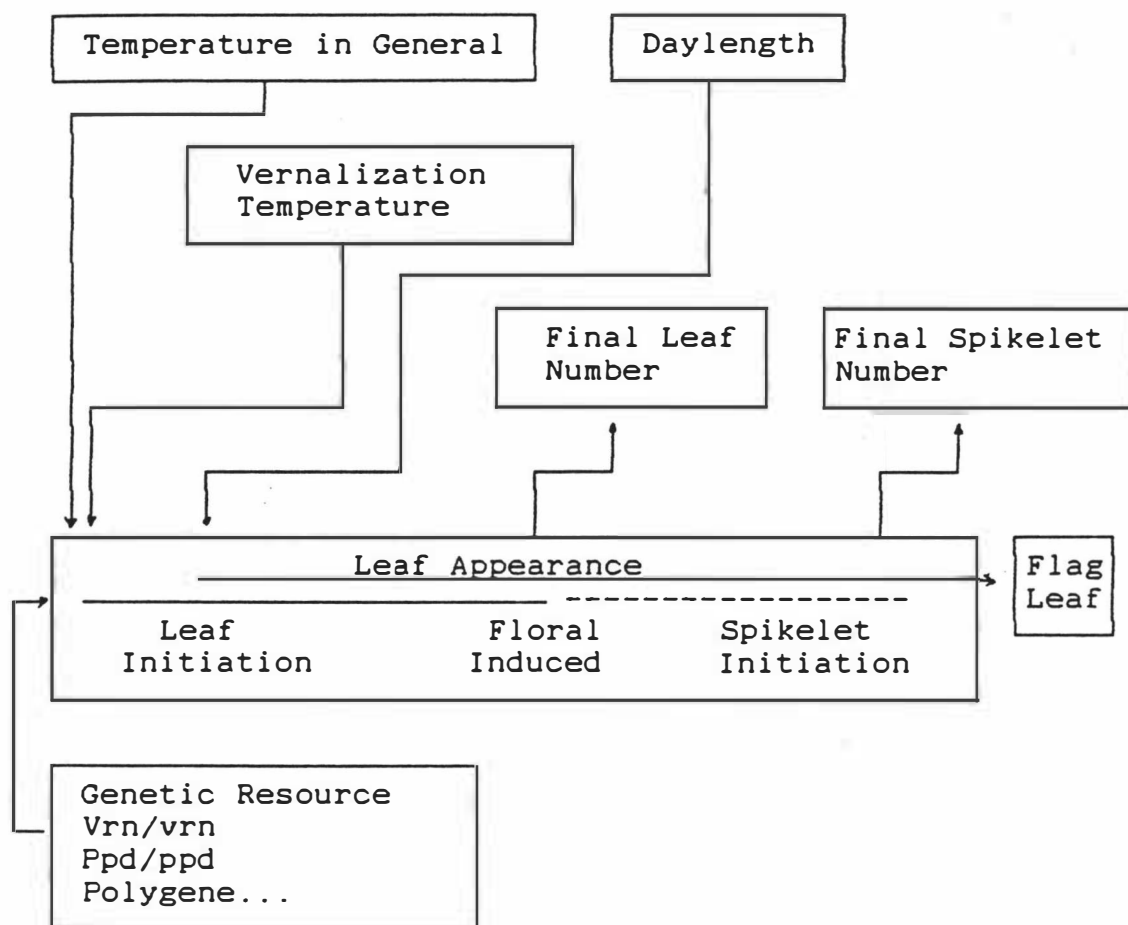 Temperature in General
Daylength
Vernalization
Temperature
Final Leaf
Number
Final Spikelet
Number
Leaf Appearance
Flag
Leaf
Leaf
Initiation
Floral
Induced
Spikelet
Initiation
Genetic Resource
Vrn/vrn
Ppd/ppd
Polygene...